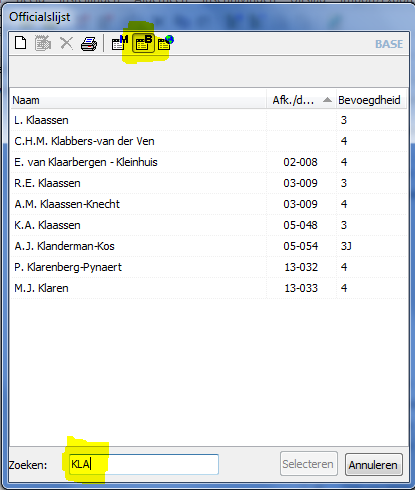 Officialslijst
M B BASE
Naam Afk./d... Bevoegdheid
L. Klaassen 3
C.H.M. Klabbers-van der Ven 4
E. van Klaarbergen - Kleinhuis 02-008 4
R.E. Klaassen 03-009 3
A.M. Klaassen-Knecht 03-009 4
K.A. Klaassen 05-048 3
A.J. Klanderman-Kos 05-054 3J
P. Klarenberg-Pynaert 13-032 4
M.J. Klaren 13-033 4
Zoeken: KLA Selecteren Annuleren